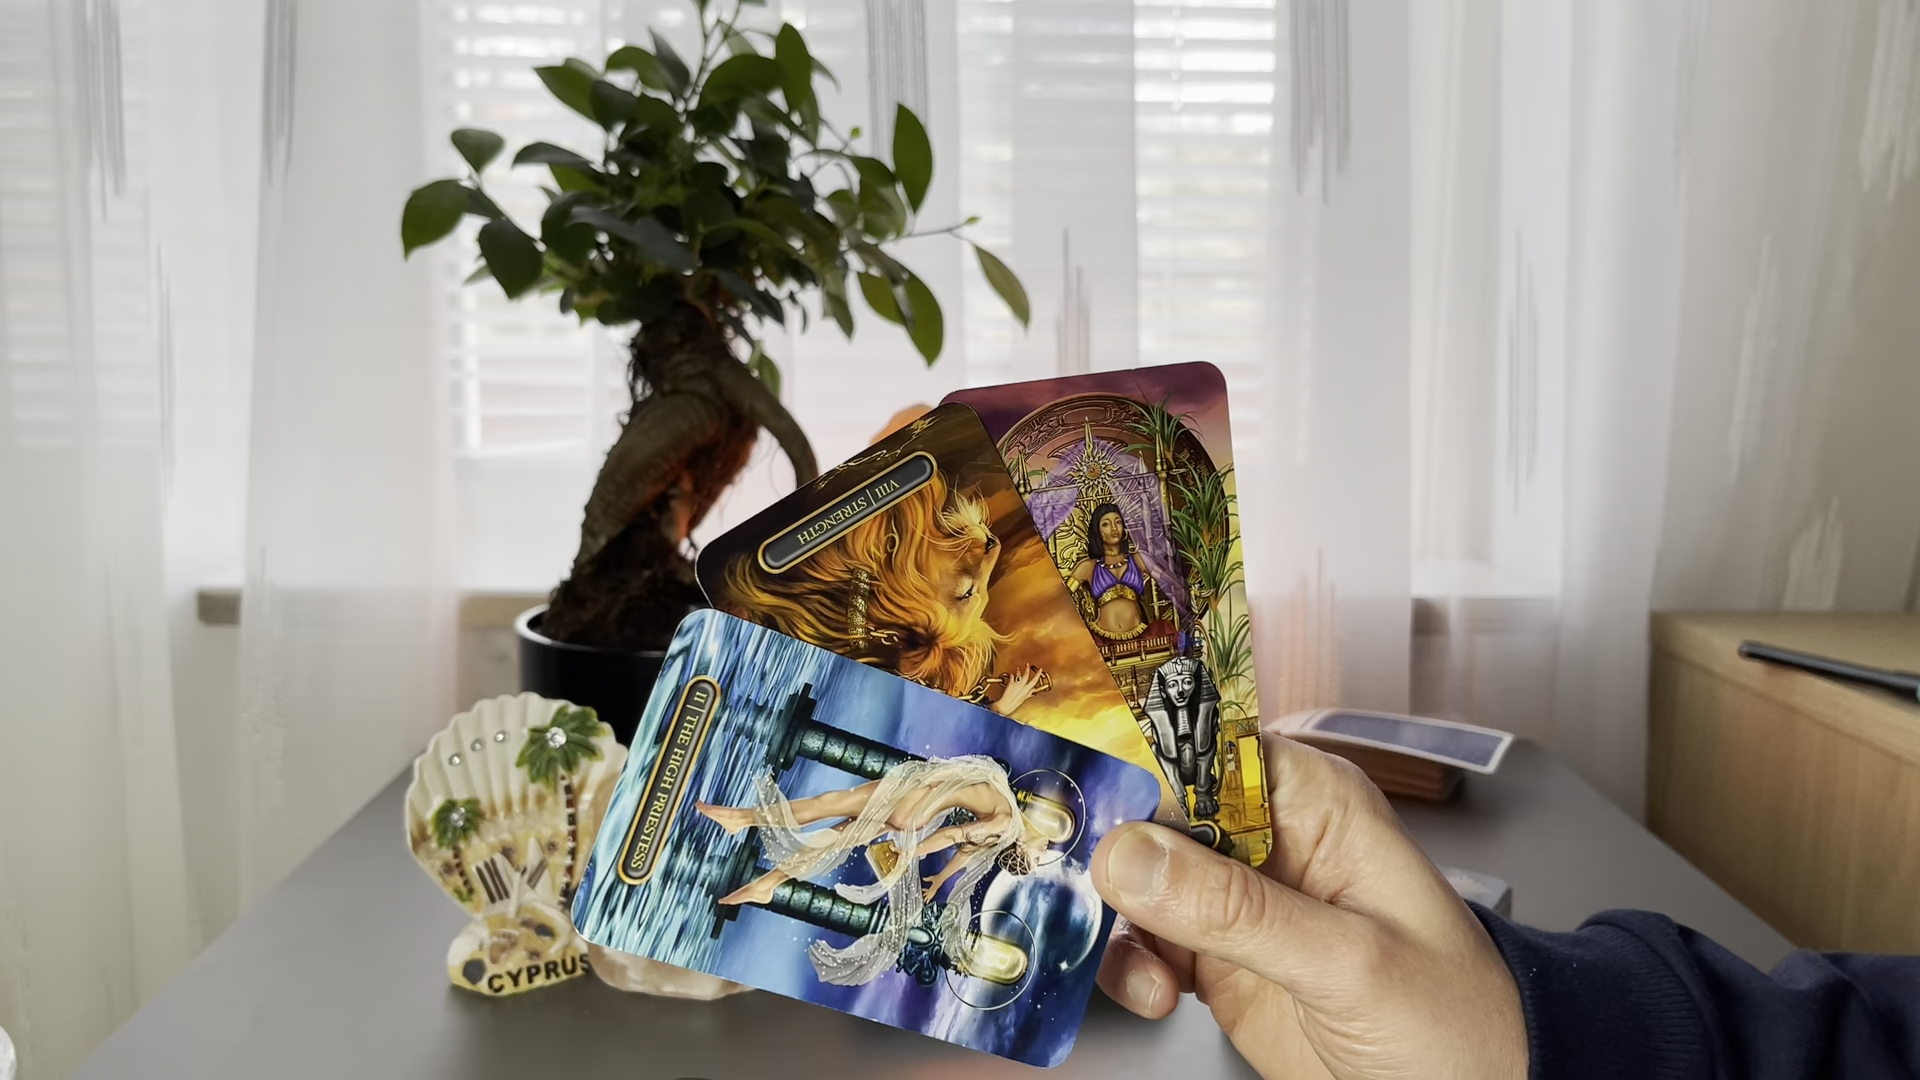 VIII | STRENGTH
II | THE HIGH PRIESTESS
B
CYPRUS